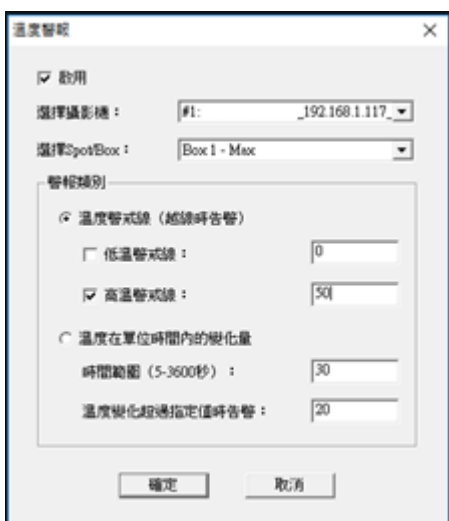 溫度警報
啟用
選擇攝影機：
#1: _192.168.1.117_
選擇Spot/Box：
Box 1 - Max
警報類別
溫度警戒線（越線時告警）
低溫警戒線：
0
高溫警戒線：
50
溫度在單位時間內的變化量
時間範圍（5-3600秒）：
30
溫度變化超過指定值時告警：
20
確定
取消